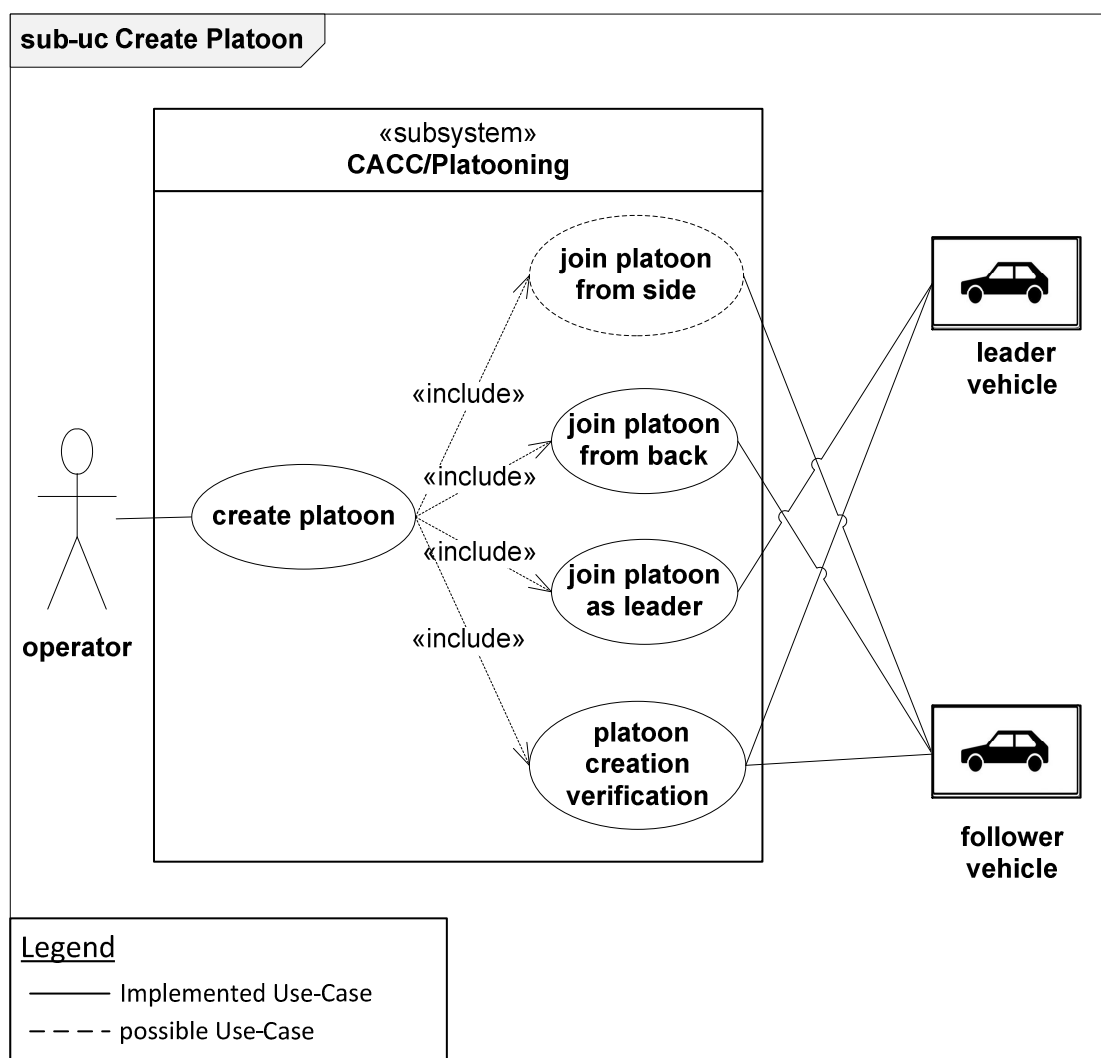 sub-uc Create Platoon
«subsystem»
CACC/Platooning
join platoon
from side
leader
vehicle
«include»
join platoon
from back
«include»
create platoon
«include»
join platoon
as leader
«include»
operator
platoon
creation
verification
follower
vehicle
Legend
Implemented Use-Case
possible Use-Case